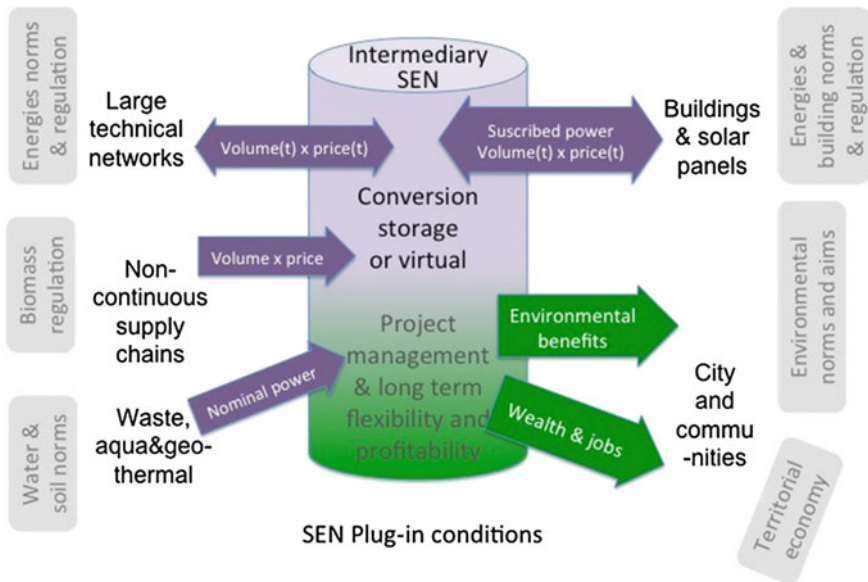 Energies norms
& regulation
Large
technical
networks
Volume(t) x price(t)
Intermediary
SEN
Suscribed power
Volume(t) x price(t)
Buildings
& solar
panels
Energies &
building norms
& regulation
Conversion
storage
or virtual
Biomass
regulation
Non-
continuous
supply
chains
Volume x price
Project
management
& long term
flexibility and
profitability
Environmental
benefits
Environmental
norms and aims
Water &
soil norms
Waste,
aqua&geo-
thermal
Nominal power
Wealth & jobs
City
and
commu
-nities
Territorial
economy
SEN Plug-in conditions